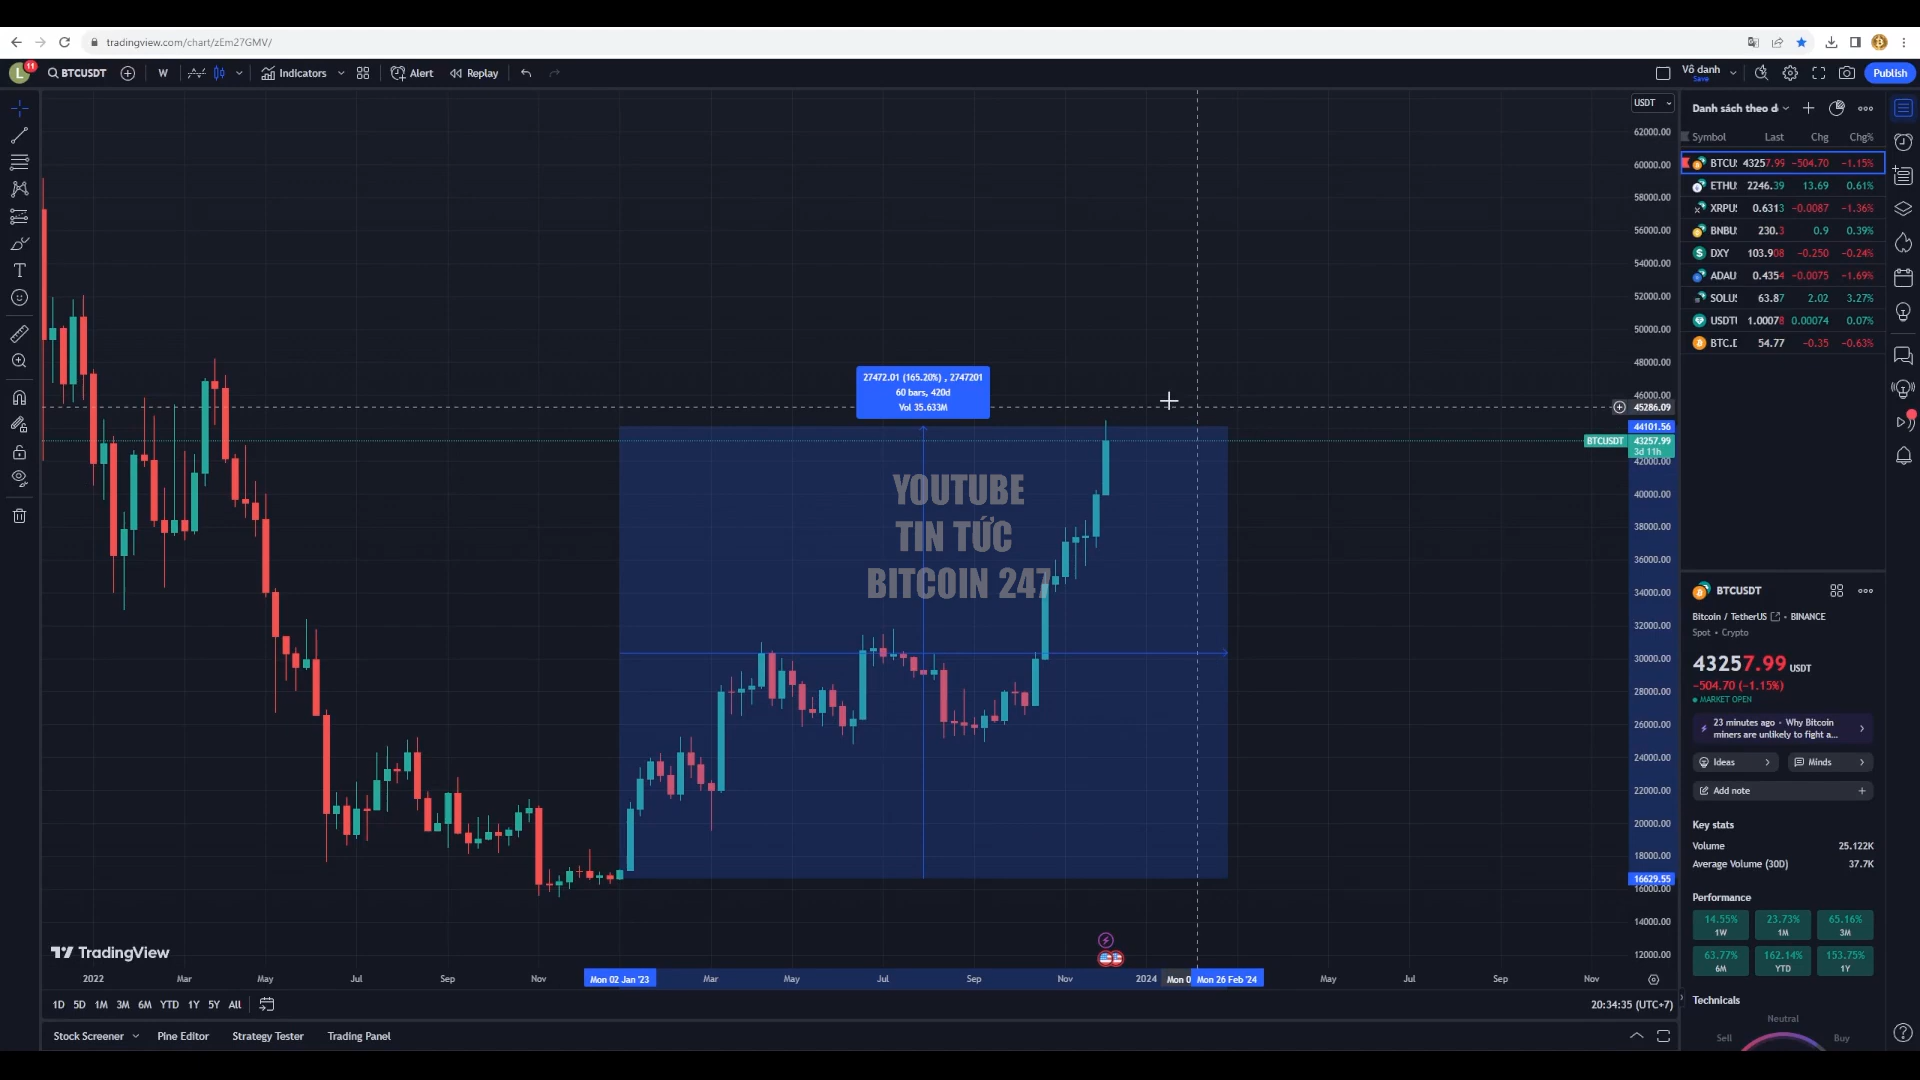 tradingview.com/chart/zEm27GMV/
L 11 BTCUSDT W Indicators Alert Replay Vô danh Save Publish
USDT
62000.00
60000.00
58000.00
56000.00
54000.00
52000.00
50000.00
48000.00
46000.00
45286.09
44101.56
BTCUSDT 43257.99
3d 11h
42000.00
40000.00
38000.00
36000.00
34000.00
32000.00
30000.00
28000.00
26000.00
24000.00
22000.00
20000.00
18000.00
16629.55
16000.00
14000.00
12000.00
27472.01 (165.20%) , 2747201
60 bars, 420d
Vol 35.633M
YOUTUBE
TIN TỨC
BITCOIN 247
TradingView
2022 Mar May Jul Sep Nov Mon 02 Jan '23 Mar May Jul Sep Nov 2024 Mon 0 Mon 26 Feb '24 May Jul Sep Nov
1D 5D 1M 3M 6M YTD 1Y 5Y All 20:34:35 (UTC+7)
Stock Screener Pine Editor Strategy Tester Trading Panel
Danh sách theo d
Symbol Last Chg Chg%
BTCU 43257.99 −504.70 −1.15%
ETHU 2246.39 13.69 0.61%
XRPU 0.6313 −0.0087 −1.36%
BNBU 230.3 0.9 0.39%
DXY 103.908 −0.250 −0.24%
ADAU 0.4354 −0.0075 −1.69%
SOLU 63.87 2.02 3.27%
USDT 1.00078 0.00074 0.07%
BTC.D 54.77 −0.35 −0.63%
BTCUSDT
Bitcoin / TetherUS • BINANCE
Spot • Crypto
43257.99 USDT
−504.70 (−1.15%)
MARKET OPEN
23 minutes ago • Why Bitcoin
miners are unlikely to fight a...
Ideas Minds
Add note
Key stats
Volume 25.122K
Average Volume (30D) 37.7K
Performance
14.55% 23.73% 65.16%
1W 1M 3M
63.77% 162.14% 153.75%
6M YTD 1Y
Technicals
Neutral
Sell Buy